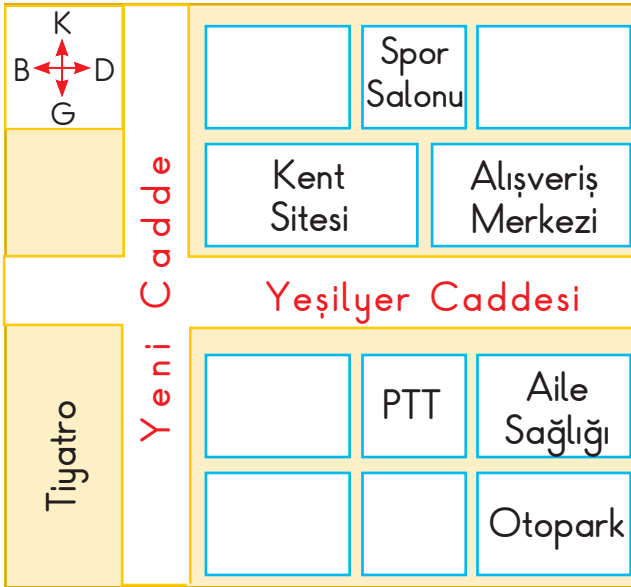 K
B D
G
Spor
Salonu
Kent
Sitesi
Alışveriş
Merkezi
Yeni Cadde
Yeşilyer Caddesi
Tiyatro
PTT
Aile
Sağlığı
Otopark